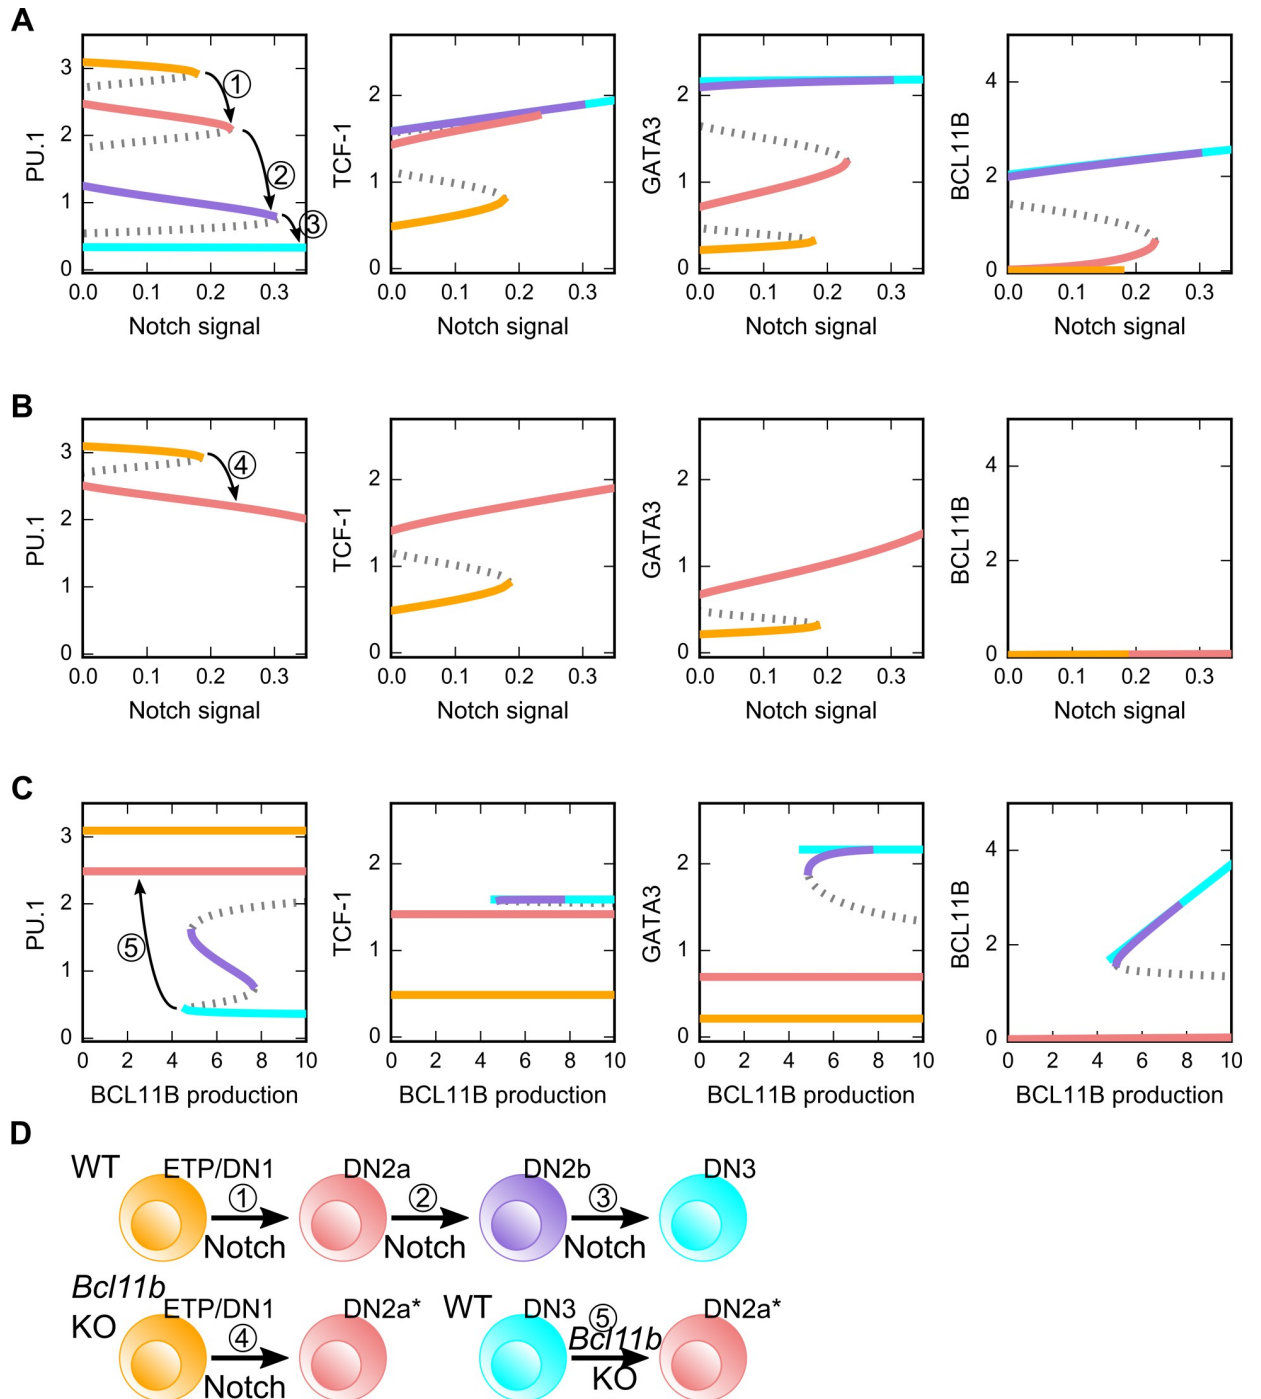 A
PU.1
3
2
1
0
0.0 0.1 0.2 0.3
Notch signal
①
②
③
TCF-1
2
1
0
0.0 0.1 0.2 0.3
Notch signal
GATA3
2
1
0
0.0 0.1 0.2 0.3
Notch signal
BCL11B
4
2
0
0.0 0.1 0.2 0.3
Notch signal
B
PU.1
3
2
1
0
0.0 0.1 0.2 0.3
Notch signal
④
TCF-1
2
1
0
0.0 0.1 0.2 0.3
Notch signal
GATA3
2
1
0
0.0 0.1 0.2 0.3
Notch signal
BCL11B
4
2
0
0.0 0.1 0.2 0.3
Notch signal
C
PU.1
3
2
1
0
0 2 4 6 8 10
BCL11B production
⑤
TCF-1
2
1
0
0 2 4 6 8 10
BCL11B production
GATA3
2
1
0
0 2 4 6 8 10
BCL11B production
BCL11B
4
2
0
0 2 4 6 8 10
BCL11B production
D
WT
ETP/DN1
①
Notch
DN2a
②
Notch
DN2b
③
Notch
DN3
Bcl11b
KO
ETP/DN1
④
Notch
DN2a*
WT
DN3
⑤
Bcl11b
KO
DN2a*